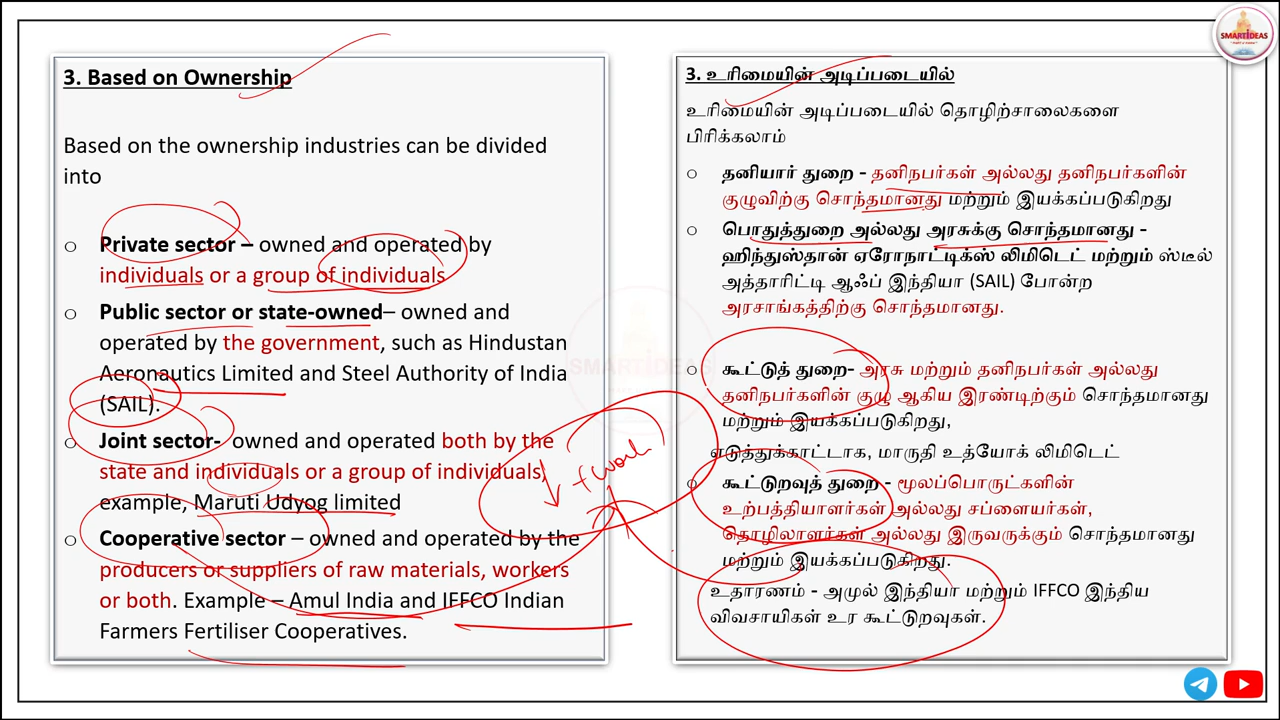 3. Based on Ownership
Based on the ownership industries can be divided
into
o Private sector – owned and operated by
individuals or a group of individuals
o Public sector or state-owned– owned and
operated by the government, such as Hindustan
Aeronautics Limited and Steel Authority of India
(SAIL).
o Joint sector- owned and operated both by the
state and individuals or a group of individuals,
example, Maruti Udyog limited
o Cooperative sector – owned and operated by the
producers or suppliers of raw materials, workers
or both. Example – Amul India and IFFCO Indian
Farmers Fertiliser Cooperatives.
3. உரிமையின் அடிப்படையில்
உரிமையின் அடிப்படையில் தொழிற்சாலைகளை
பிரிக்கலாம்
o தனியார் துறை - தனிநபர்கள் அல்லது தனிநபர்களின்
குழுவிற்கு சொந்தமானது மற்றும் இயக்கப்படுகிறது
o பொதுத்துறை அல்லது அரசுக்கு சொந்தமானது -
ஹிந்துஸ்தான் ஏரோநாட்டிக்ஸ் லிமிடெட் மற்றும் ஸ்டீல்
அத்தாரிட்டி ஆஃப் இந்தியா (SAIL) போன்ற
அரசாங்கத்திற்கு சொந்தமானது.
o கூட்டுத் துறை- அரசு மற்றும் தனிநபர்கள் அல்லது
தனிநபர்களின் குழு ஆகிய இரண்டிற்கும் சொந்தமானது
மற்றும் இயக்கப்படுகிறது,
எடுத்துக்காட்டாக, மாருதி உத்யோக் லிமிடெட்
o கூட்டுறவுத் துறை - மூலப்பொருட்களின்
உற்பத்தியாளர்கள் அல்லது சப்ளையர்கள்,
தொழிலாளர்கள் அல்லது இருவருக்கும் சொந்தமானது
மற்றும் இயக்கப்படுகிறது.
உதாரணம் - அமுல் இந்தியா மற்றும் IFFCO இந்திய
விவசாயிகள் உர கூட்டுறவுகள்.
SMARTIDEAS
SMARTIDEAS